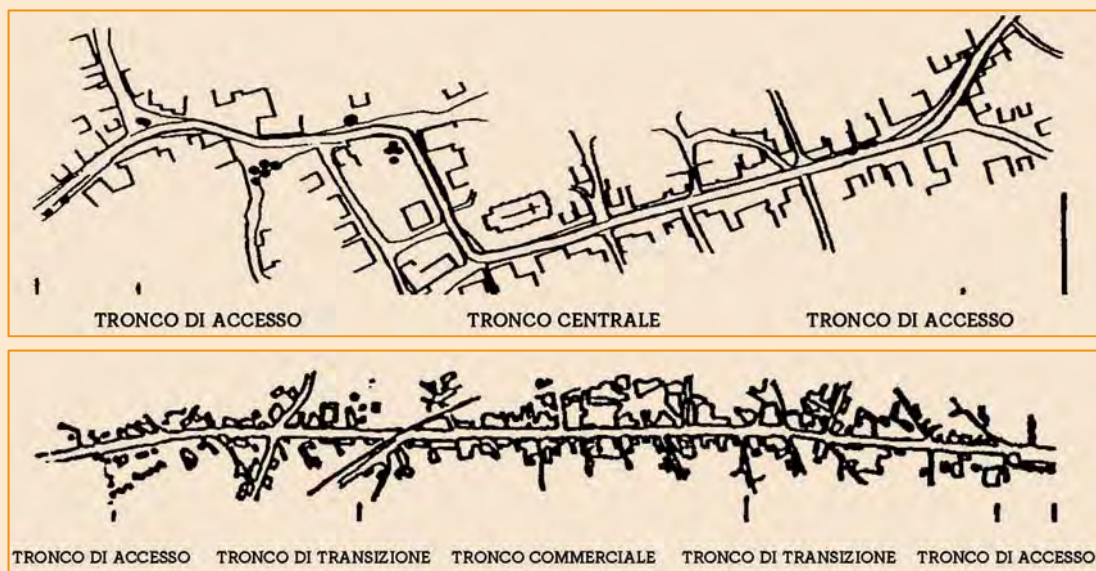 TRONCO DI ACCESSO TRONCO CENTRALE TRONCO DI ACCESSO
TRONCO DI ACCESSO TRONCO DI TRANSIZIONE TRONCO COMMERCIALE TRONCO DI TRANSIZIONE TRONCO DI ACCESSO